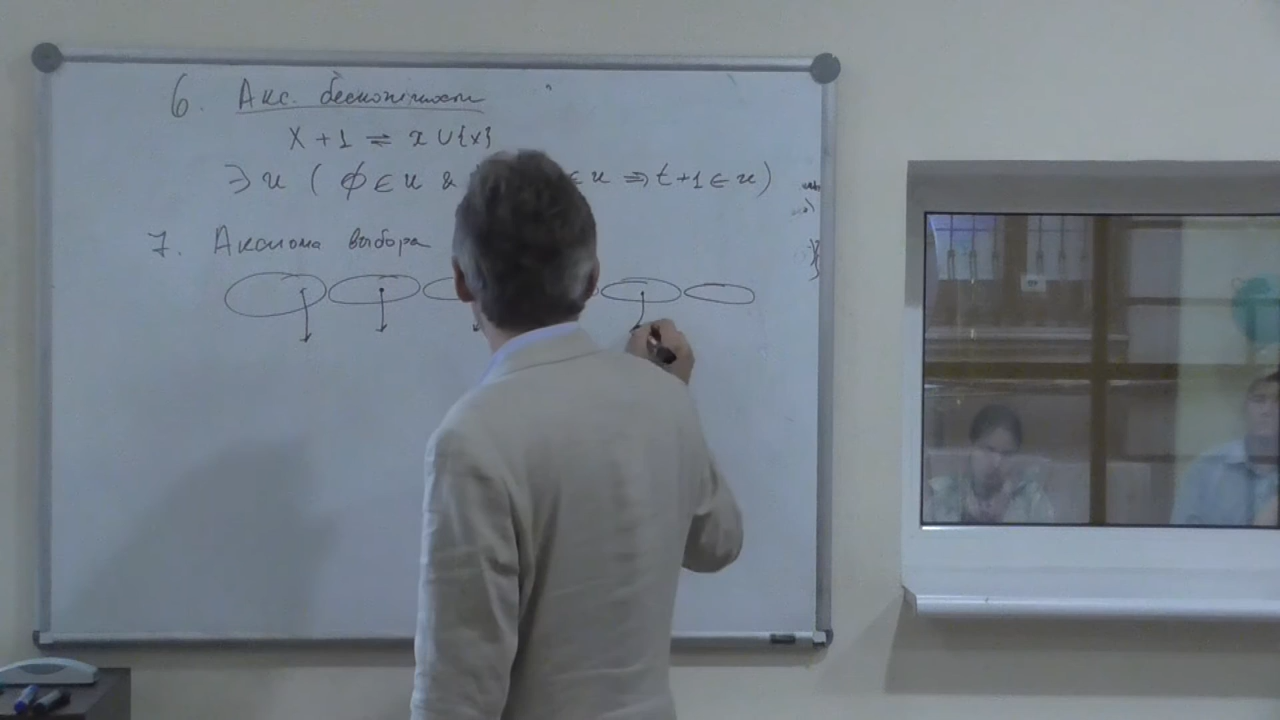 6. Акс. бесконечности
X + 1 ⇌ x ∪ {x}
∃ u ( ϕ ∈ u & ∈ u ⇒ t + 1 ∈ u )
7. Аксиома выбора